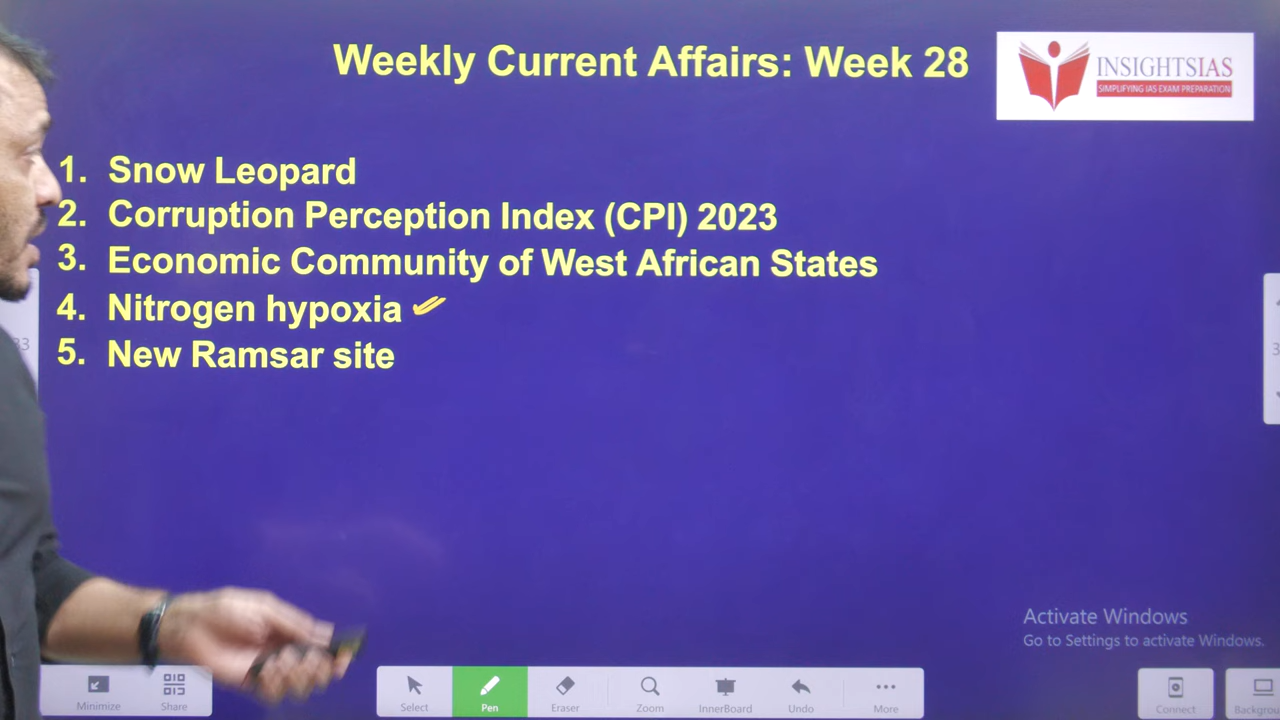 Weekly Current Affairs: Week 28
INSIGHTSIAS
SIMPLIFYING IAS EXAM PREPARATION
1. Snow Leopard
2. Corruption Perception Index (CPI) 2023
3. Economic Community of West African States
4. Nitrogen hypoxia
5. New Ramsar site
33
3
Activate Windows
Go to Settings to activate Windows.
Minimize Share Select Pen Eraser Zoom InnerBoard Undo More Connect